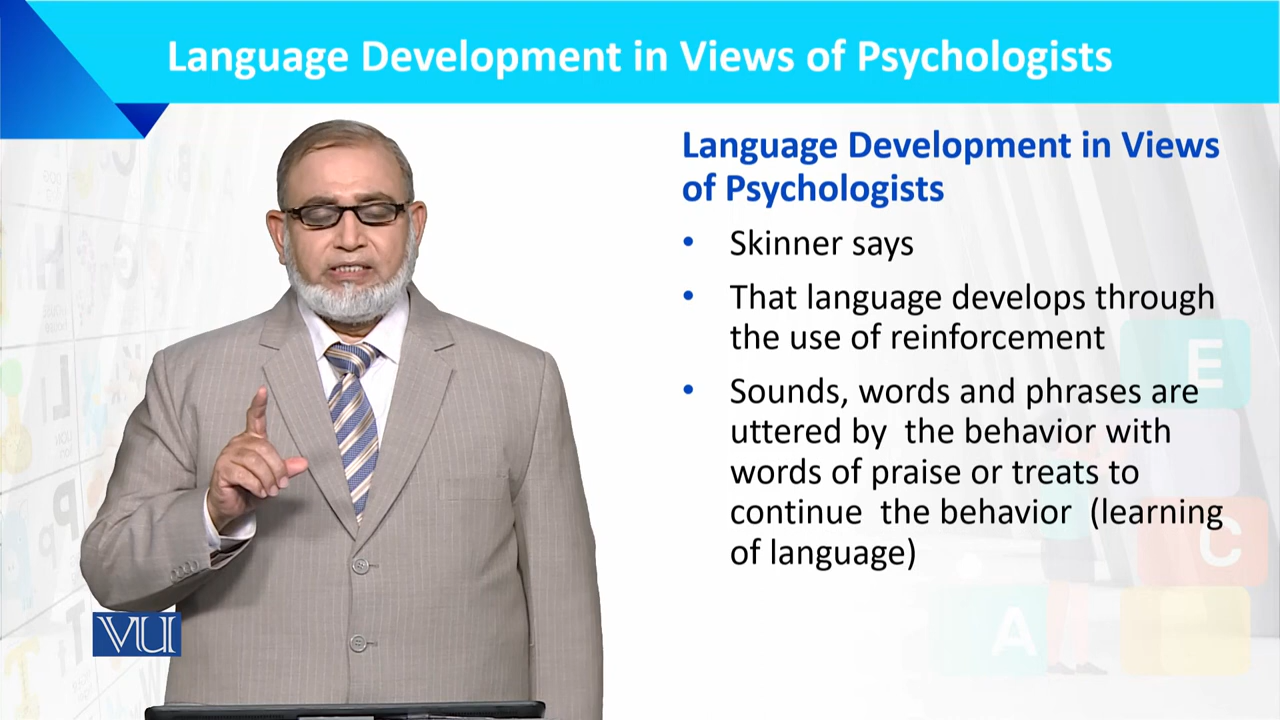 Language Development in Views of Psychologists
Language Development in Views
of Psychologists
• Skinner says
• That language develops through
the use of reinforcement
• Sounds, words and phrases are
uttered by the behavior with
words of praise or treats to
continue the behavior (learning
of language)
VU
E
C
A